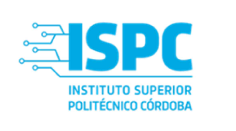 ISPC
INSTITUTO SUPERIOR
POLITÉCNICO CÓRDOBA